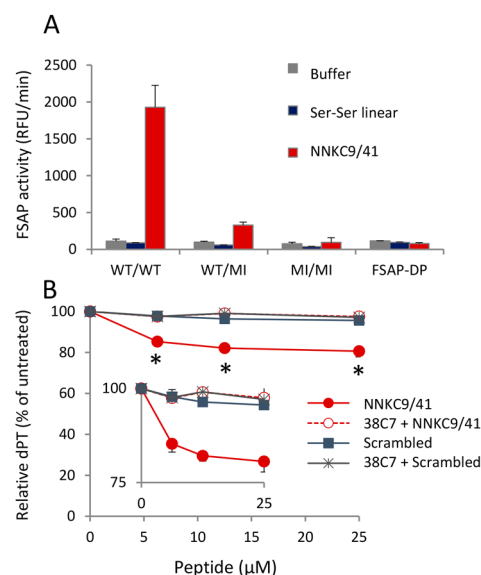 A
FSAP activity (RFU/min)
2500
2000
1500
1000
500
0
Buffer
Ser-Ser linear
NNKC9/41
WT/WT WT/MI MI/MI FSAP-DP
B
Relative dPT (% of untreated)
100
80
60
40
20
0
* * *
100
75
0 25
NNKC9/41
38C7 + NNKC9/41
Scrambled
38C7 + Scrambled
0 5 10 15 20 25
Peptide (µM)